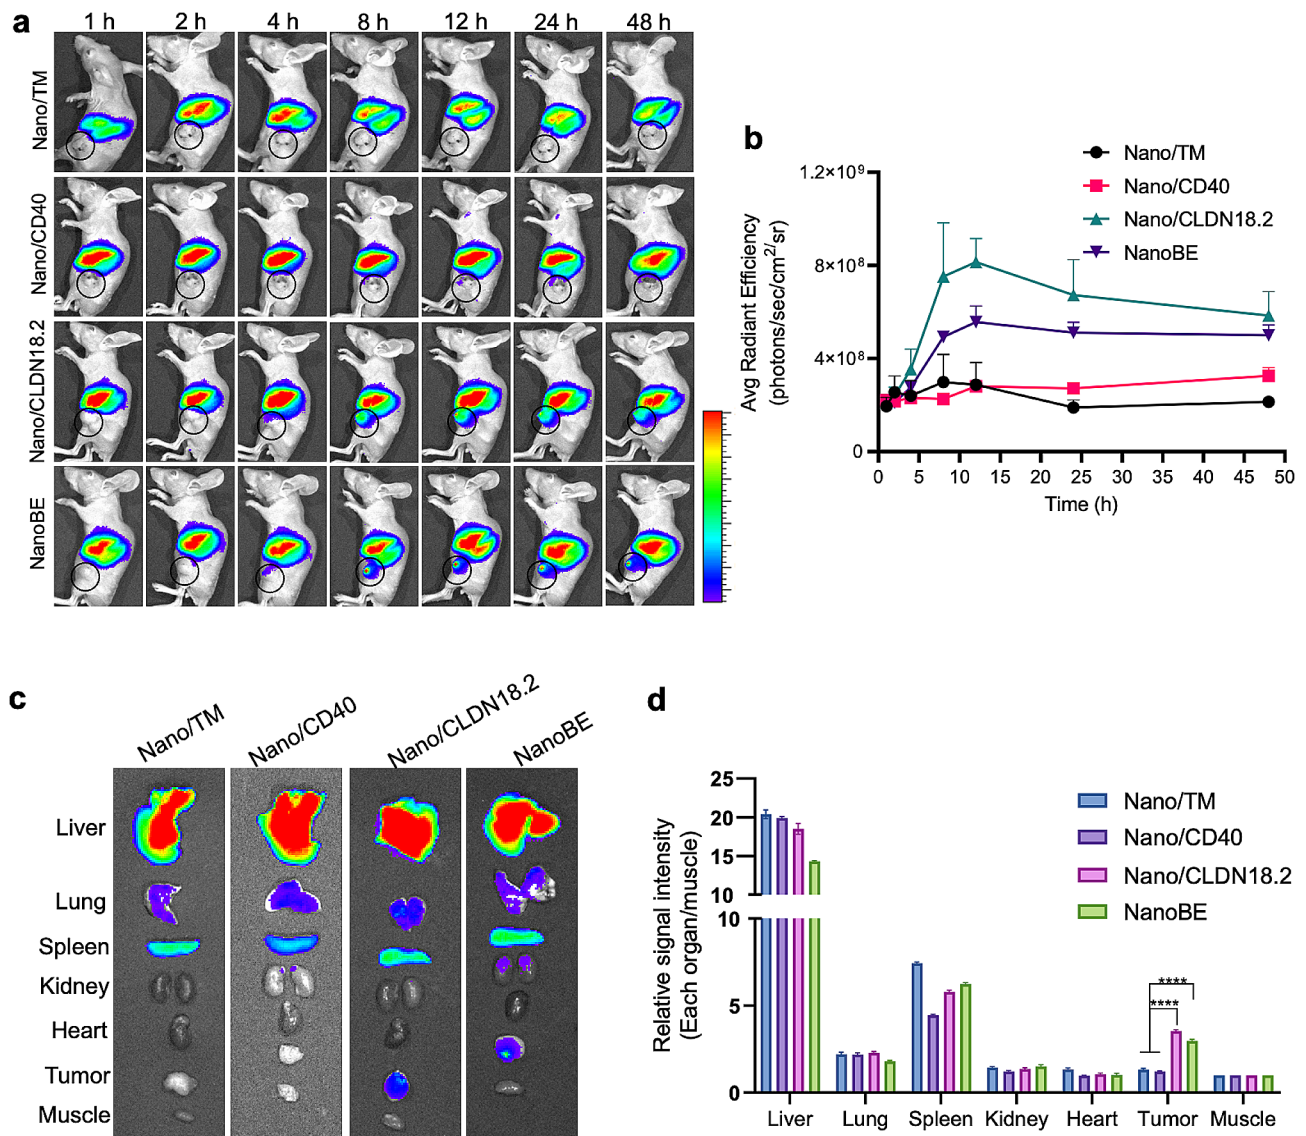 a
1 h 2 h 4 h 8 h 12 h 24 h 48 h
Nano/TM
Nano/CD40
Nano/CLDN18.2
NanoBE
b
Nano/TM
Nano/CD40
Nano/CLDN18.2
NanoBE
Avg Radiant Efficiency
(photons/sec/cm²/sr)
1.2×10⁹
8×10⁸
4×10⁸
0
0 5 10 15 20 25 30 35 40 45 50
Time (h)
c
Nano/TM Nano/CD40 Nano/CLDN18.2 NanoBE
Liver
Lung
Spleen
Kidney
Heart
Tumor
Muscle
d
Relative signal intensity
(Each organ/muscle)
25
20
15
10
10
5
0
Nano/TM
Nano/CD40
Nano/CLDN18.2
NanoBE
****
****
Liver Lung Spleen Kidney Heart Tumor Muscle